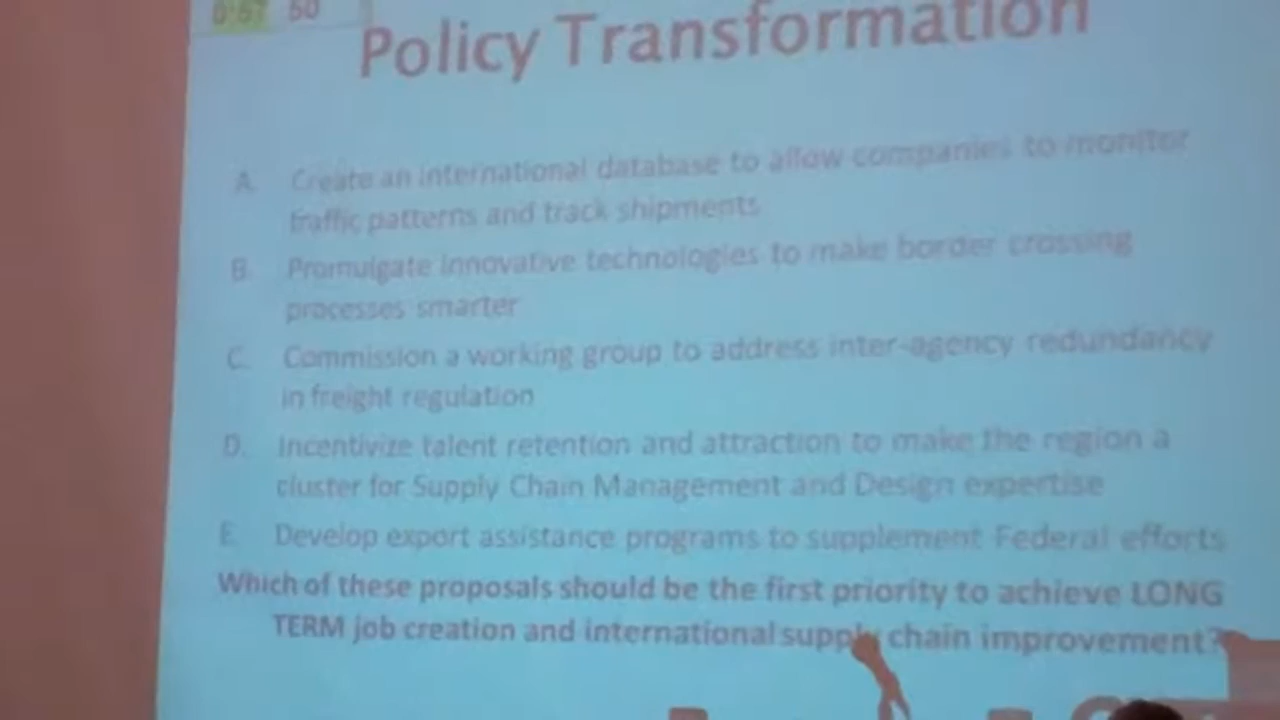 0:57 50
Policy Transformation
A. Create an international database to allow companies to monitor
traffic patterns and track shipments
B. Promulgate innovative technologies to make border crossing
processes smarter
C. Commission a working group to address inter-agency redundancy
in freight regulation
D. Incentivize talent retention and attraction to make the region a
cluster for Supply Chain Management and Design expertise
E. Develop export assistance programs to supplement Federal efforts
Which of these proposals should be the first priority to achieve LONG
TERM job creation and international supply chain improvement?